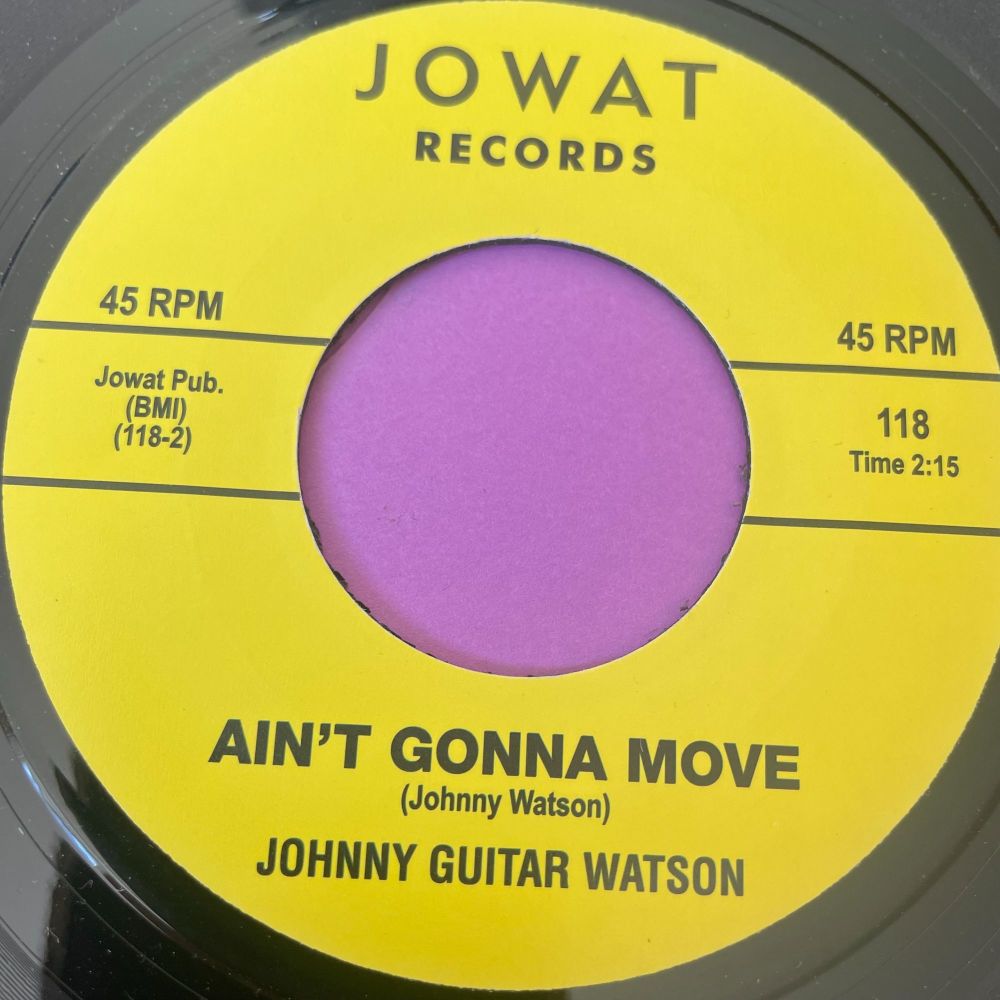 JOWAT
RECORDS
45 RPM
Jowat Pub.
(BMI)
(118-2)
45 RPM
118
Time 2:15
AIN'T GONNA MOVE
(Johnny Watson)
JOHNNY GUITAR WATSON